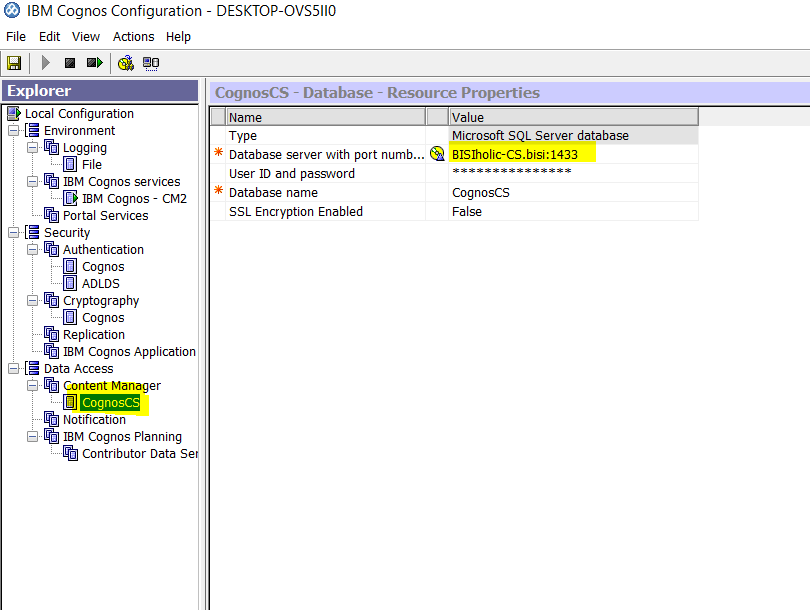 IBM Cognos Configuration - DESKTOP-OVS5II0
File Edit View Actions Help
Explorer
Local Configuration
Environment
Logging
File
IBM Cognos services
IBM Cognos - CM2
Portal Services
Security
Authentication
Cognos
ADLDS
Cryptography
Cognos
Replication
IBM Cognos Application
Data Access
Content Manager
CognosCS
Notification
IBM Cognos Planning
Contributor Data Ser
CognosCS - Database - Resource Properties
Name Value
Type Microsoft SQL Server database
* Database server with port numb... BISIholic-CS.bisi:1433
User ID and password ***************
* Database name CognosCS
SSL Encryption Enabled False